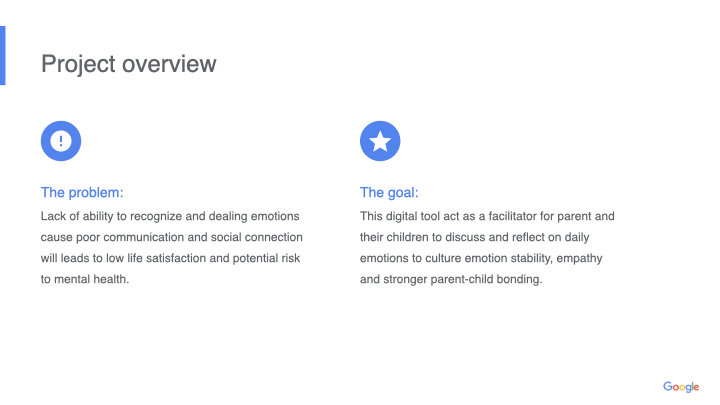 Project overview
The problem:
Lack of ability to recognize and dealing emotions
cause poor communication and social connection
will leads to low life satisfaction and potential risk
to mental health.
The goal:
This digital tool act as a facilitator for parent and
their children to discuss and reflect on daily
emotions to culture emotion stability, empathy
and stronger parent-child bonding.
Google